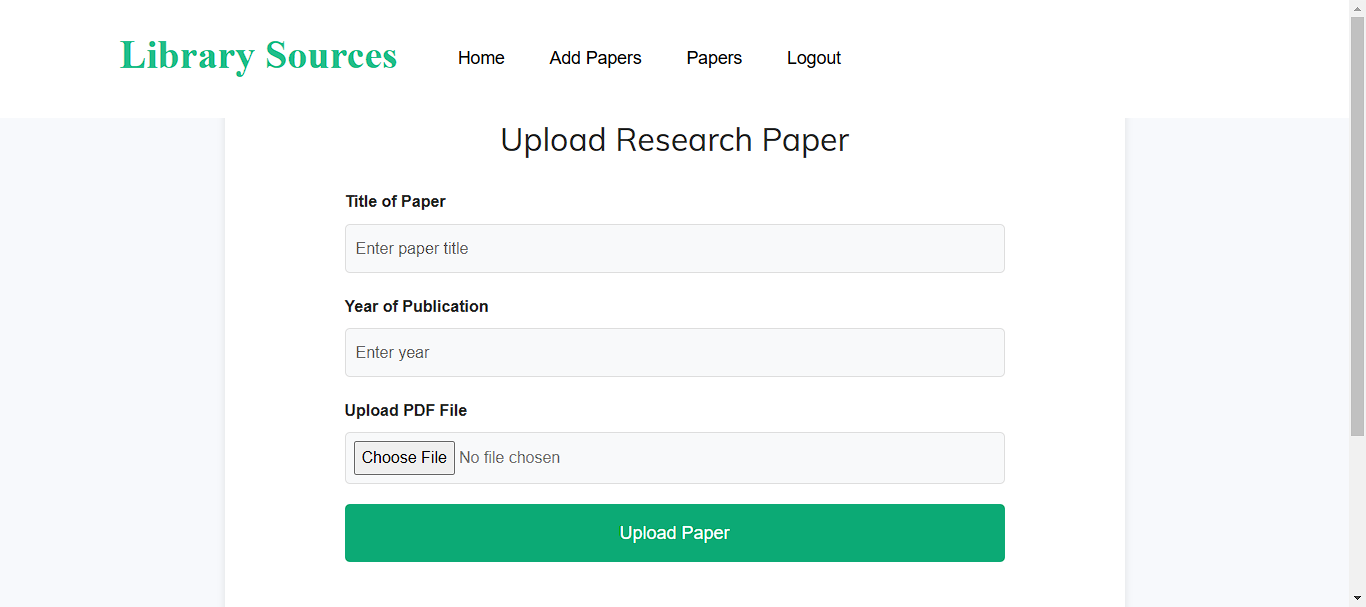 Library Sources Home Add Papers Papers Logout
Upload Research Paper
Title of Paper
Enter paper title
Year of Publication
Enter year
Upload PDF File
Choose File No file chosen
Upload Paper